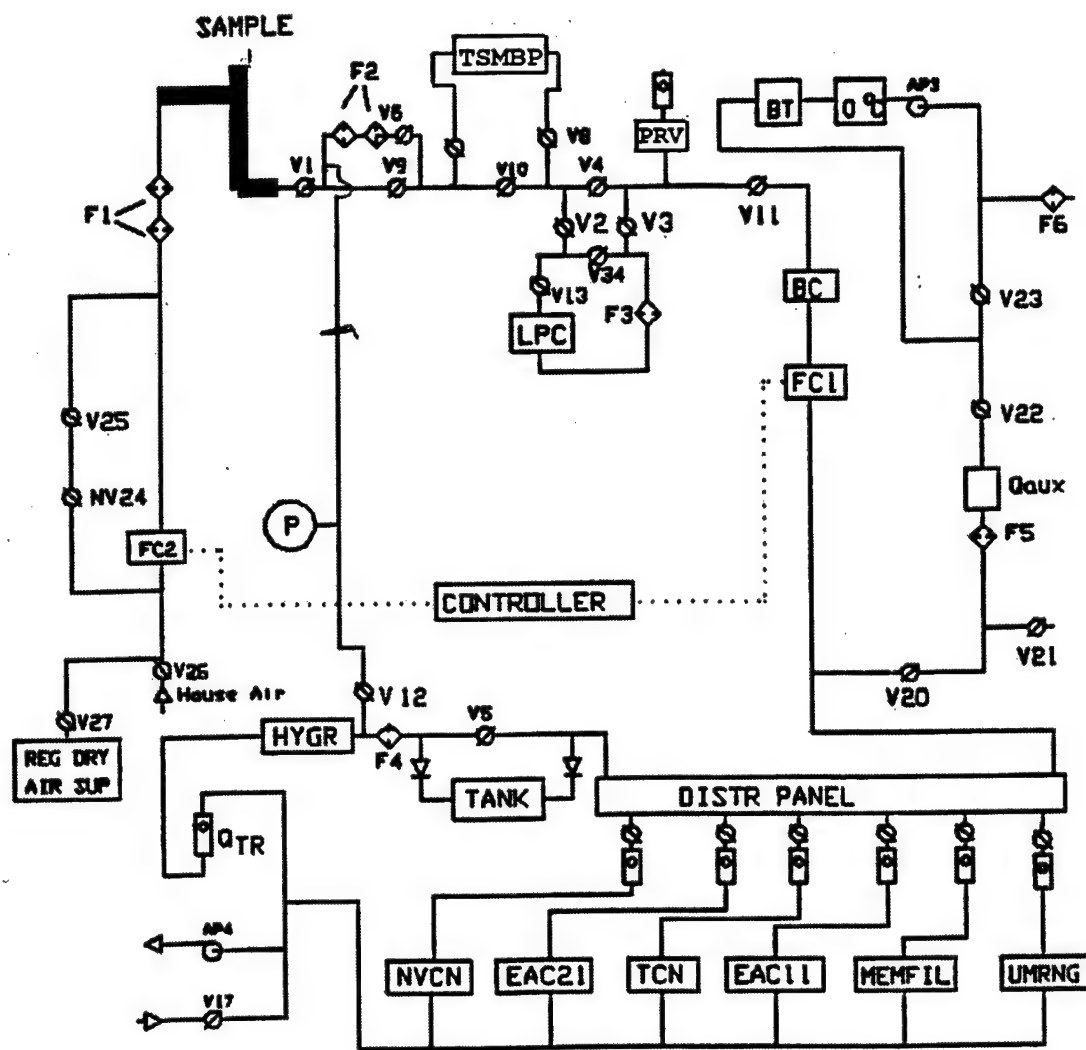 SAMPLE
TSMBP
F2
V6
V8
PRV
BT
0 °C
AP3
V1
V9
V10
V4
V11
F6
F1
V2
V3
V34
V13
F3
BC
V23
LPC
FC1
V25
V22
NV24
Qaux
P
F5
FC2
CONTROLLER
V21
V26
House Air
V20
V12
V27
V5
HYGR
F4
REG DRY
AIR SUP
TANK
DISTR PANEL
QTR
AP4
NVCN
EAC21
TCN
EAC11
MEMFIL
UMRNG
V17